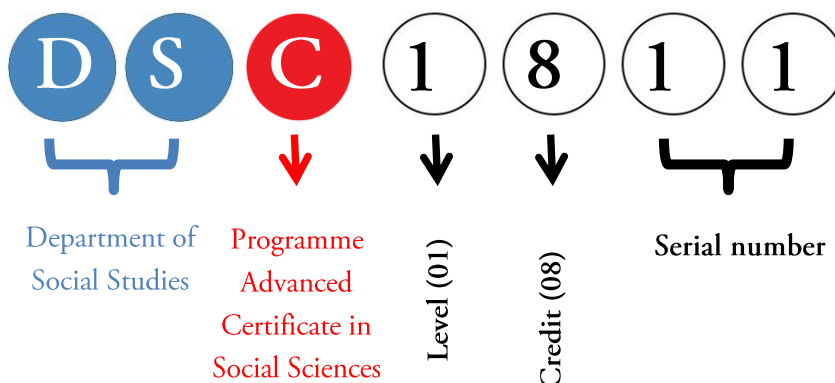 D S C 1 8 1 1
Department of
Social Studies
Programme
Advanced
Certificate in
Social Sciences
Level (01)
Credit (08)
Serial number